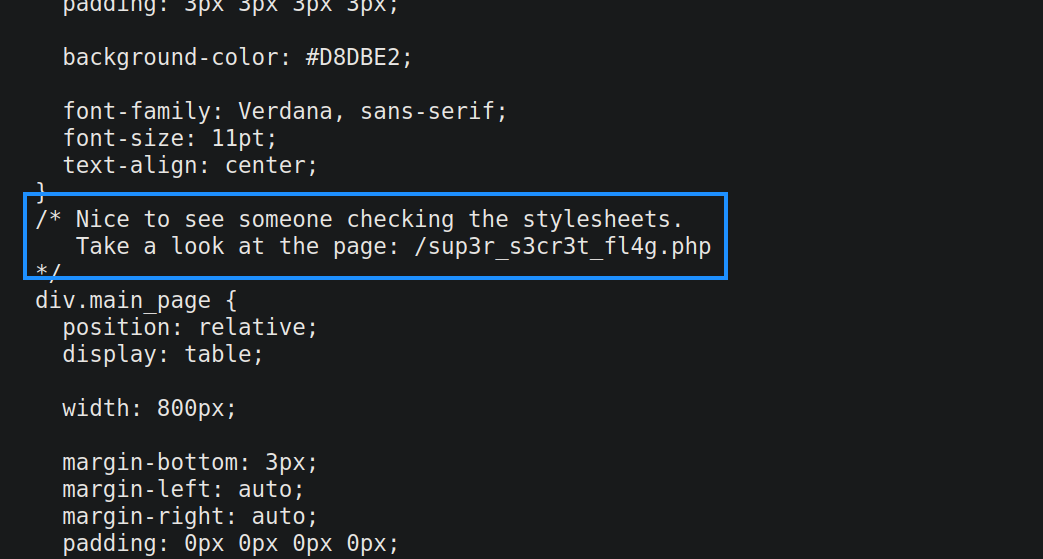 padding: 3px 3px 3px 3px;
background-color: #D8DBE2;
font-family: Verdana, sans-serif;
font-size: 11pt;
text-align: center;
}
/* Nice to see someone checking the stylesheets.
Take a look at the page: /sup3r_s3cr3t_fl4g.php
*/
div.main_page {
position: relative;
display: table;
width: 800px;
margin-bottom: 3px;
margin-left: auto;
margin-right: auto;
padding: 0px 0px 0px 0px;